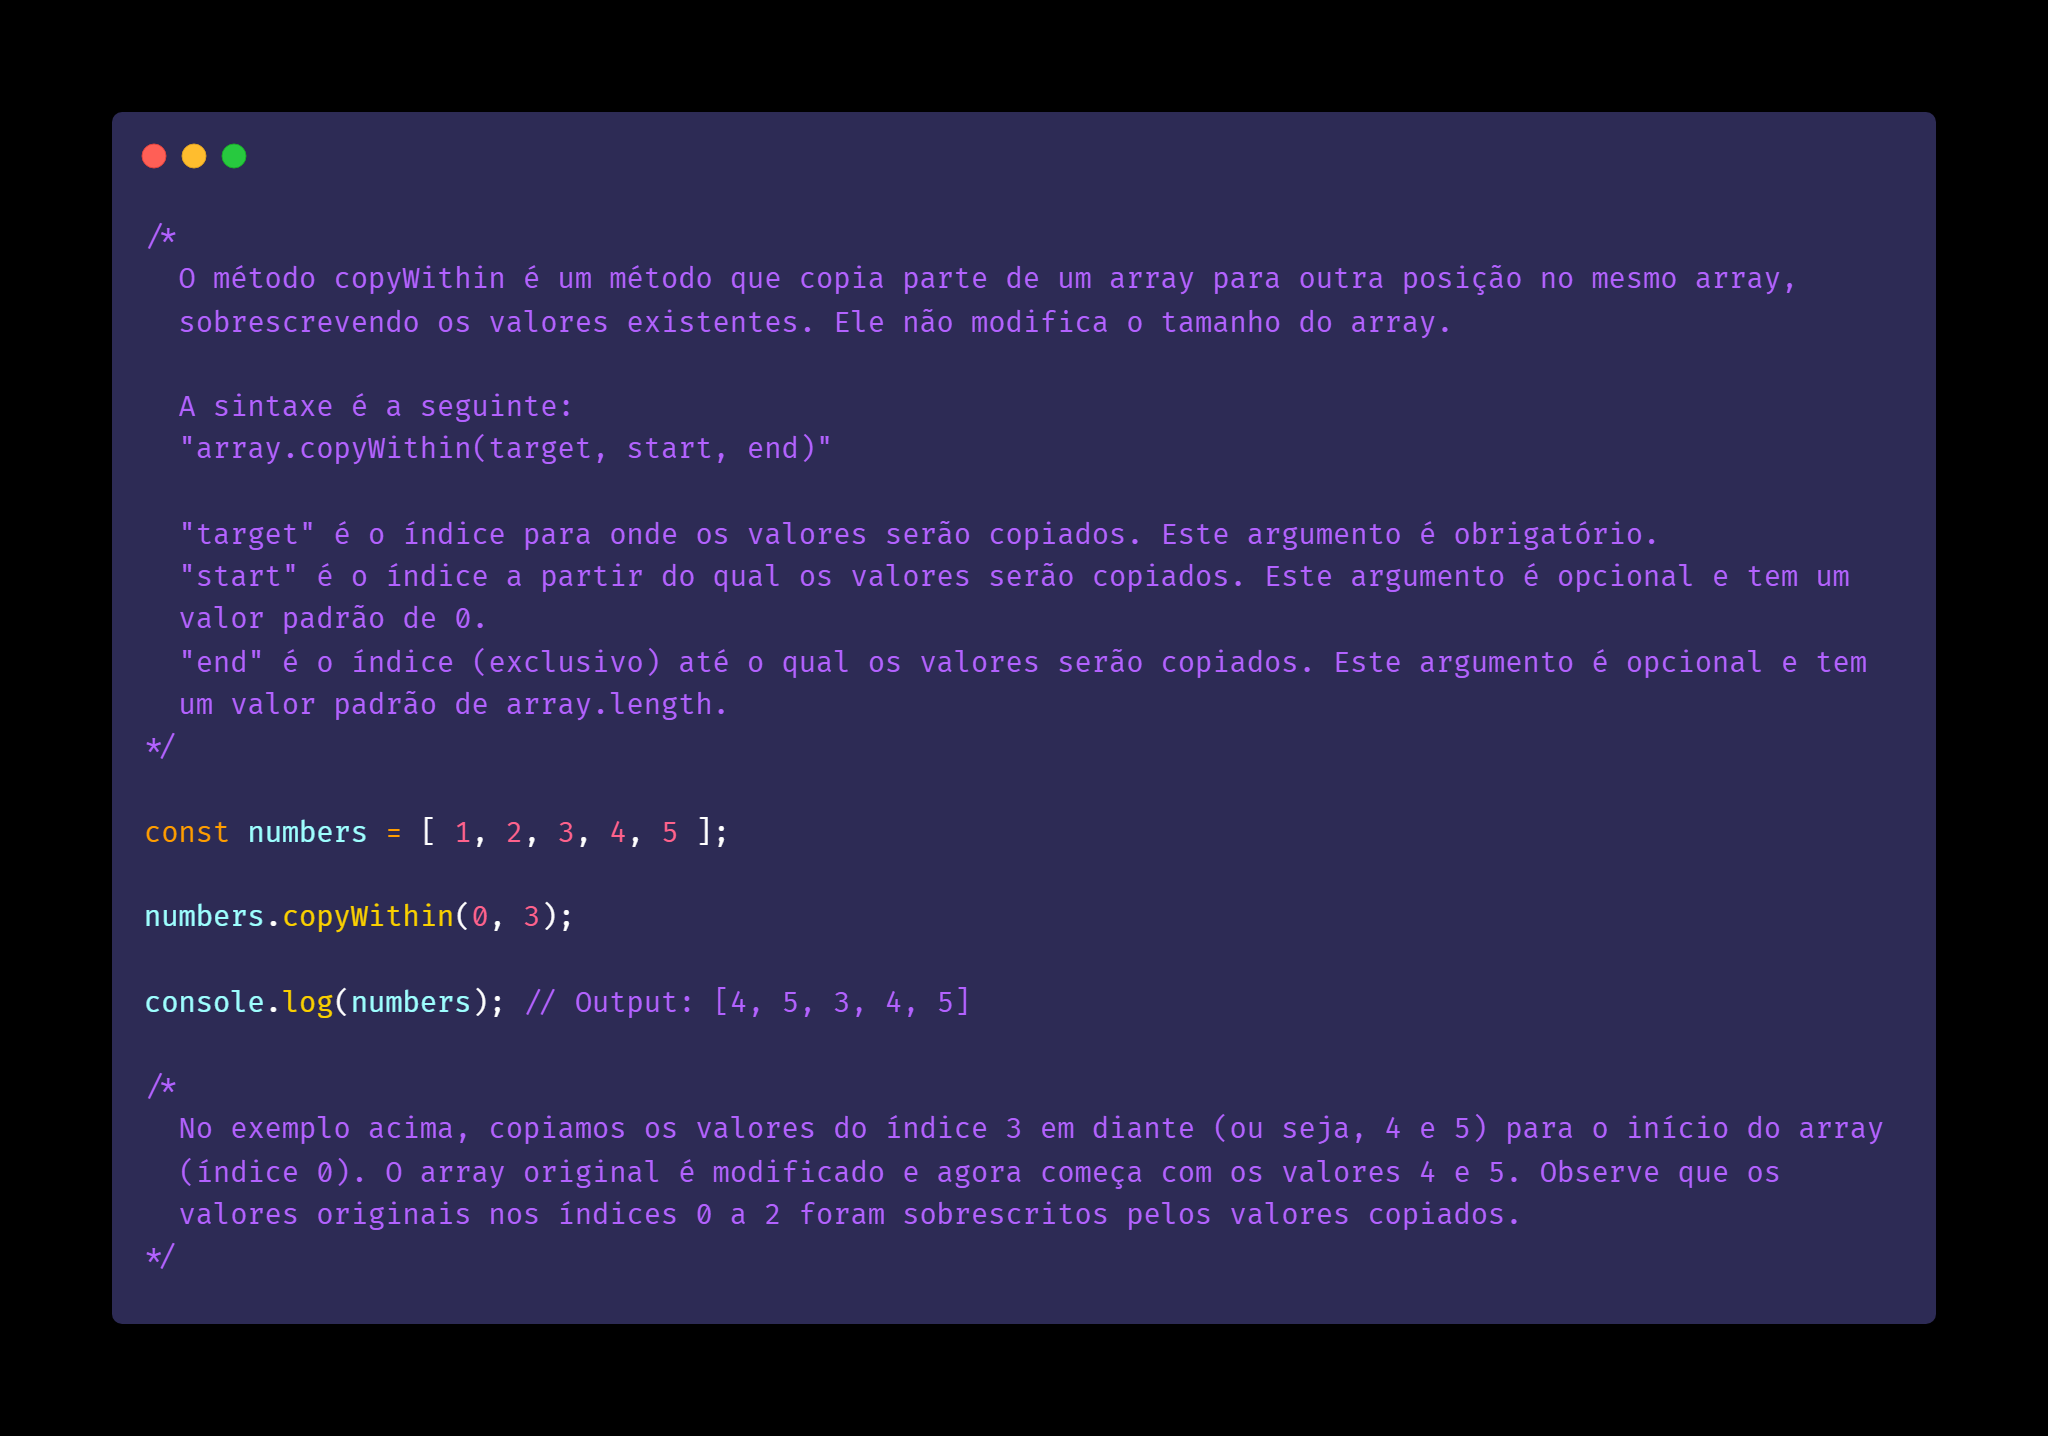 /*
O método copyWithin é um método que copia parte de um array para outra posição no mesmo array,
sobrescrevendo os valores existentes. Ele não modifica o tamanho do array.
A sintaxe é a seguinte:
"array.copyWithin(target, start, end)"
"target" é o índice para onde os valores serão copiados. Este argumento é obrigatório.
"start" é o índice a partir do qual os valores serão copiados. Este argumento é opcional e tem um
valor padrão de 0.
"end" é o índice (exclusivo) até o qual os valores serão copiados. Este argumento é opcional e tem
um valor padrão de array.length.
*/
const numbers = [ 1, 2, 3, 4, 5 ];
numbers.copyWithin(0, 3);
console.log(numbers); // Output: [4, 5, 3, 4, 5]
/*
No exemplo acima, copiamos os valores do índice 3 em diante (ou seja, 4 e 5) para o início do array
(índice 0). O array original é modificado e agora começa com os valores 4 e 5. Observe que os
valores originais nos índices 0 a 2 foram sobrescritos pelos valores copiados.
*/